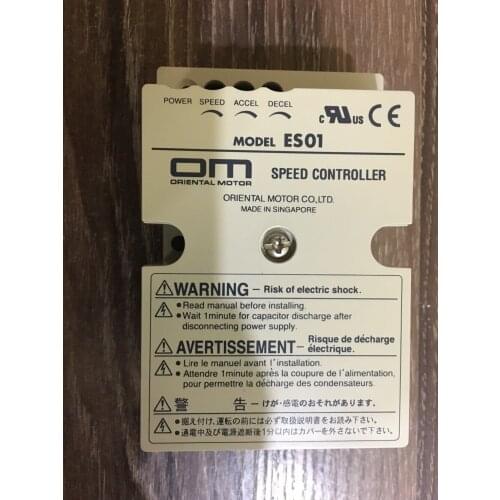 POWER SPEED ACCEL DECEL
c RU us CE
MODEL ES01
OM
ORIENTAL MOTOR
SPEED CONTROLLER
ORIENTAL MOTOR CO.,LTD.
MADE IN SINGAPORE
WARNING – Risk of electric shock.
• Read manual before installing.
• Wait 1minute for capacitor discharge after
disconnecting power supply.
AVERTISSEMENT – Risque de décharge
électrique.
• Lire le manuel avant l'installation.
• Attendre 1minute après la coupure de l'alimentation,
pour permettre la décharge des condensateurs.
警 告 – けが・感電のおそれがあります。
• 据え付け、運転の前には必ず取扱説明書をお読み下さい。
• 通電中及び電源遮断後1分以内はカバーを外さないで下さい。